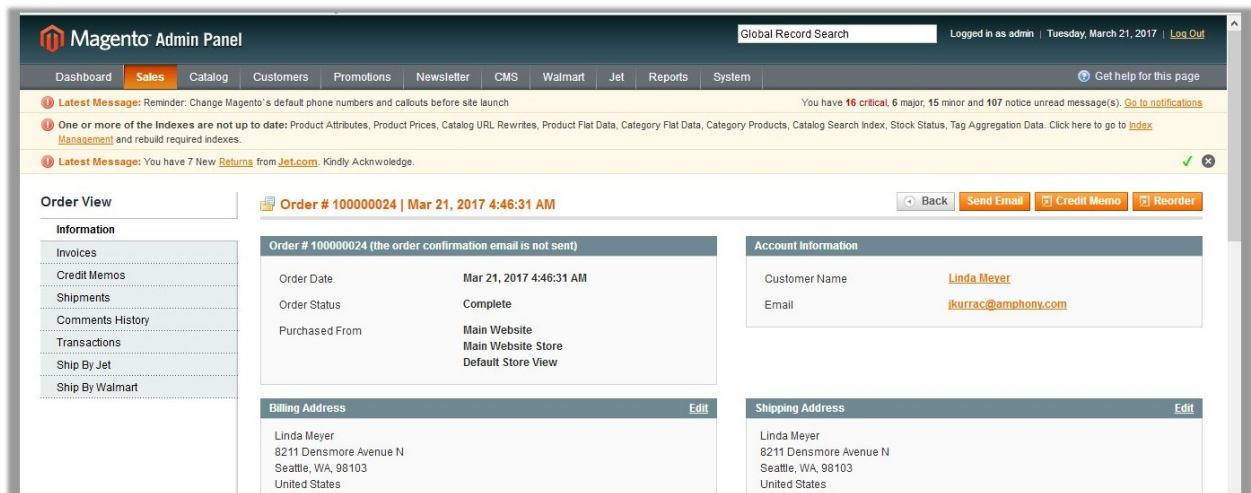 Magento™ Admin Panel
Global Record Search
Logged in as admin | Tuesday, March 21, 2017 | Log Out
Dashboard Sales Catalog Customers Promotions Newsletter CMS Walmart Jet Reports System
Get help for this page
Latest Message: Reminder: Change Magento`s default phone numbers and callouts before site launch
You have 16 critical, 6 major, 15 minor and 107 notice unread message(s). Go to notifications
One or more of the Indexes are not up to date: Product Attributes, Product Prices, Catalog URL Rewrites, Product Flat Data, Category Flat Data, Category Products, Catalog Search Index, Stock Status, Tag Aggregation Data. Click here to go to Index
Management and rebuild required indexes.
Latest Message: You have 7 New Returns from Jet.com. Kindly Acknwoledge.
Order View
Information
Invoices
Credit Memos
Shipments
Comments History
Transactions
Ship By Jet
Ship By Walmart
Order # 100000024 | Mar 21, 2017 4:46:31 AM
Back Send Email Credit Memo Reorder
Order # 100000024 (the order confirmation email is not sent)
Order Date Mar 21, 2017 4:46:31 AM
Order Status Complete
Purchased From Main Website
Main Website Store
Default Store View
Account Information
Customer Name Linda Meyer
Email jkurrac@amphony.com
Billing Address Edit
Linda Meyer
8211 Densmore Avenue N
Seattle, WA, 98103
United States
Shipping Address Edit
Linda Meyer
8211 Densmore Avenue N
Seattle, WA, 98103
United States